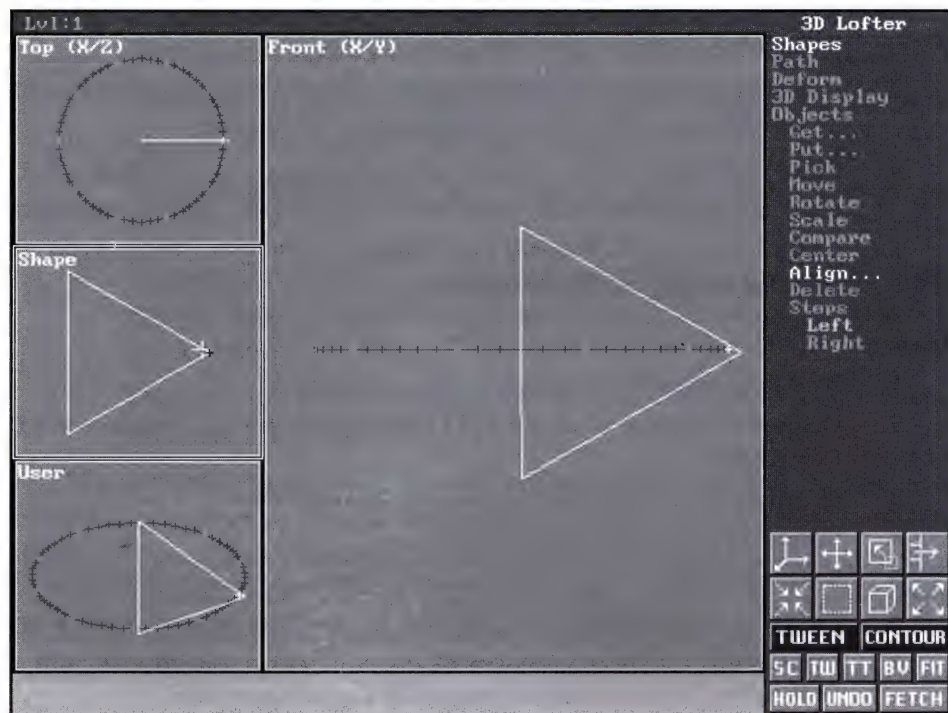 Lvl:1
3D Lofter
Top (X/Z)
Front (X/Y)
Shape
User
Shapes
Path
Deform
3D Display
Objects
Get...
Put...
Pick
Move
Rotate
Scale
Compare
Center
Align...
Delete
Steps
Left
Right
TWEEN CONTOUR
SC TW TT BV FIT
HOLD UNDO FETCH